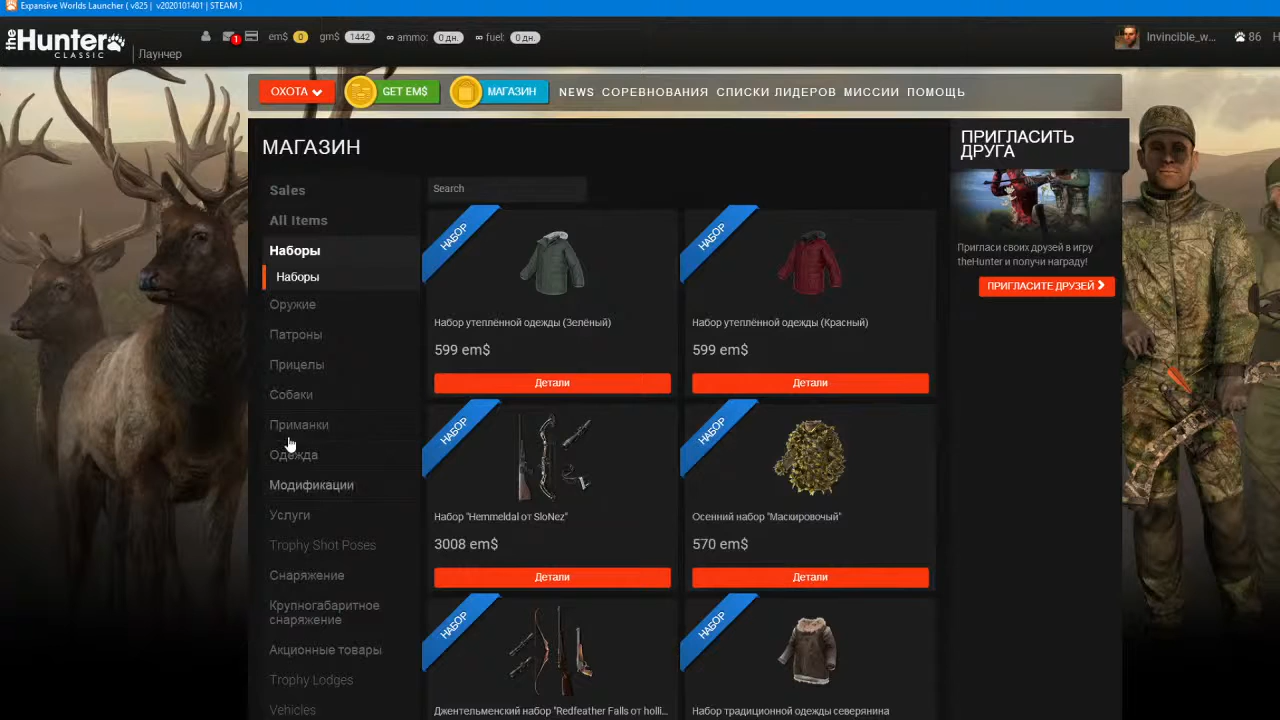 Expansive Worlds Launcher ( v825 | v2020101401 | STEAM )
theHunter CLASSIC
Лаунчер
1
em$ 0
gm$ 1442
∞ ammo: 0 дн.
∞ fuel: 0 дн.
Invincible_w...
86
ОХОТА
GET EM$
МАГАЗИН
NEWS СОРЕВНОВАНИЯ СПИСКИ ЛИДЕРОВ МИССИИ ПОМОЩЬ
МАГАЗИН
Sales
All Items
Наборы
Наборы
Оружие
Патроны
Прицелы
Собаки
Приманки
Одежда
Модификации
Услуги
Trophy Shot Poses
Снаряжение
Крупногабаритное
снаряжение
Акционные товары
Trophy Lodges
Vehicles
Search
НАБОР
Набор утеплённой одежды (Зелёный)
599 em$
Детали
НАБОР
Набор утеплённой одежды (Красный)
599 em$
Детали
НАБОР
Набор "Hemmeldal от SloNez"
3008 em$
Детали
НАБОР
Осенний набор "Маскировочый"
570 em$
Детали
НАБОР
Джентельменский набор "Redfeather Falls от holli...
НАБОР
Набор традиционной одежды северянина
ПРИГЛАСИТЬ
ДРУГА
Пригласи своих друзей в игру
theHunter и получи награду!
ПРИГЛАСИТЕ ДРУЗЕЙ